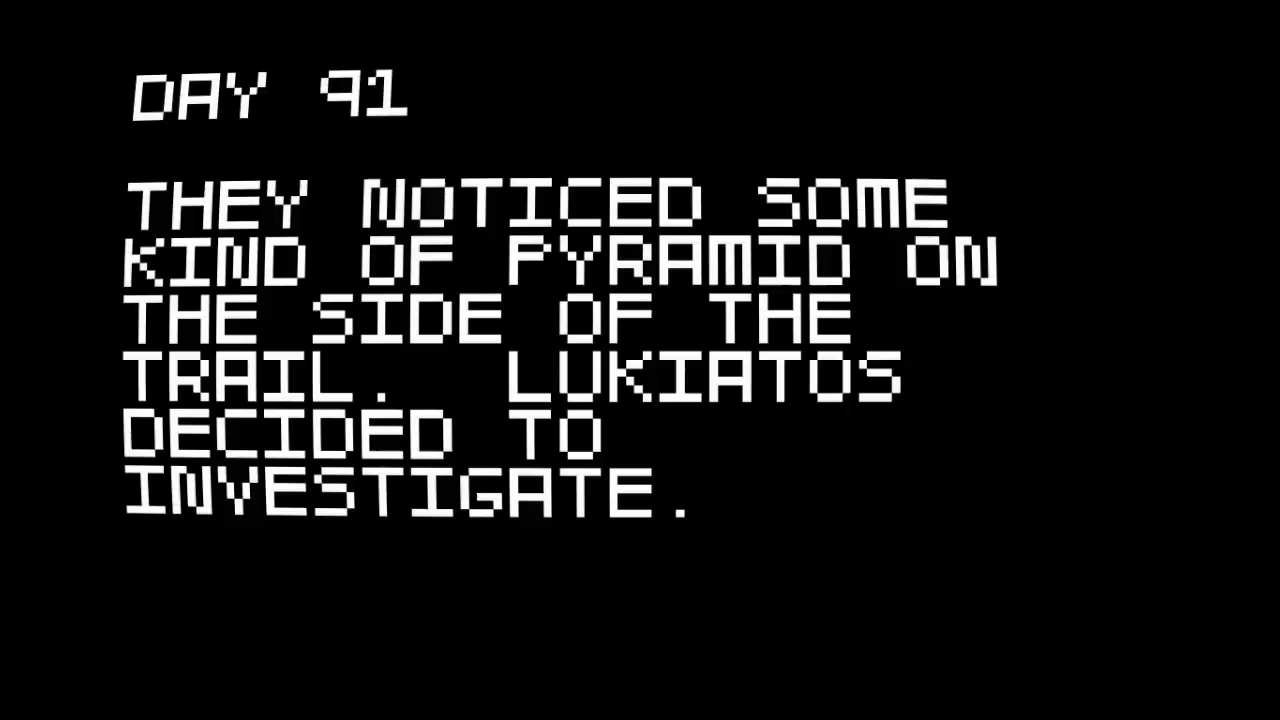 DAY 91
THEY NOTICED SOME
KIND OF PYRAMID ON
THE SIDE OF THE
TRAIL.  LUKIATOS
DECIDED TO
INVESTIGATE.